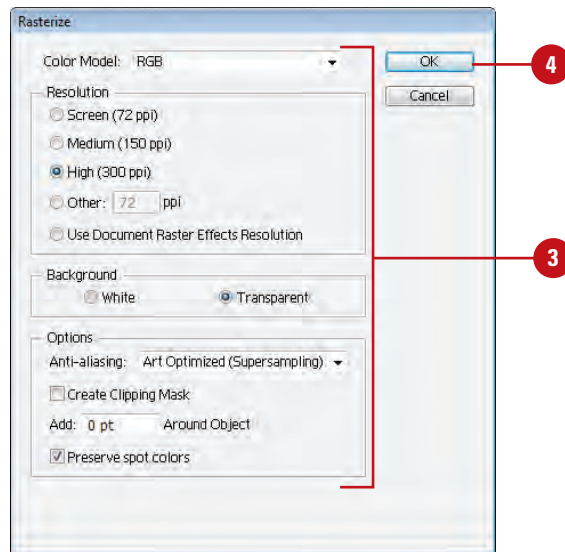 Rasterize
Color Model: RGB
OK
4
Resolution
Cancel
Screen (72 ppi)
Medium (150 ppi)
High (300 ppi)
Other: 72 ppi
Use Document Raster Effects Resolution
3
Background
White Transparent
Options
Anti-aliasing: Art Optimized (Supersampling)
Create Clipping Mask
Add: 0 pt Around Object
Preserve spot colors